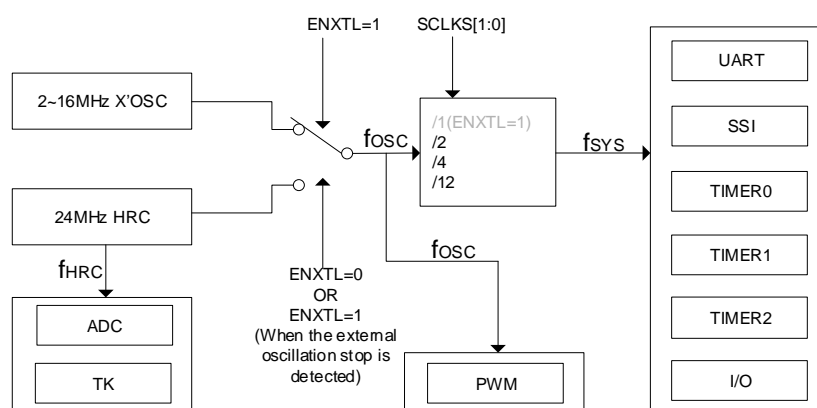 ENXTL=1
SCLKS[1:0]
2~16MHz X'OSC
/1(ENXTL=1)
/2
/4
/12
fOSC
fSYS
24MHz HRC
fHRC
ADC
TK
ENXTL=0
OR
ENXTL=1
(When the external
oscillation stop is
detected)
fOSC
PWM
UART
SSI
TIMER0
TIMER1
TIMER2
I/O